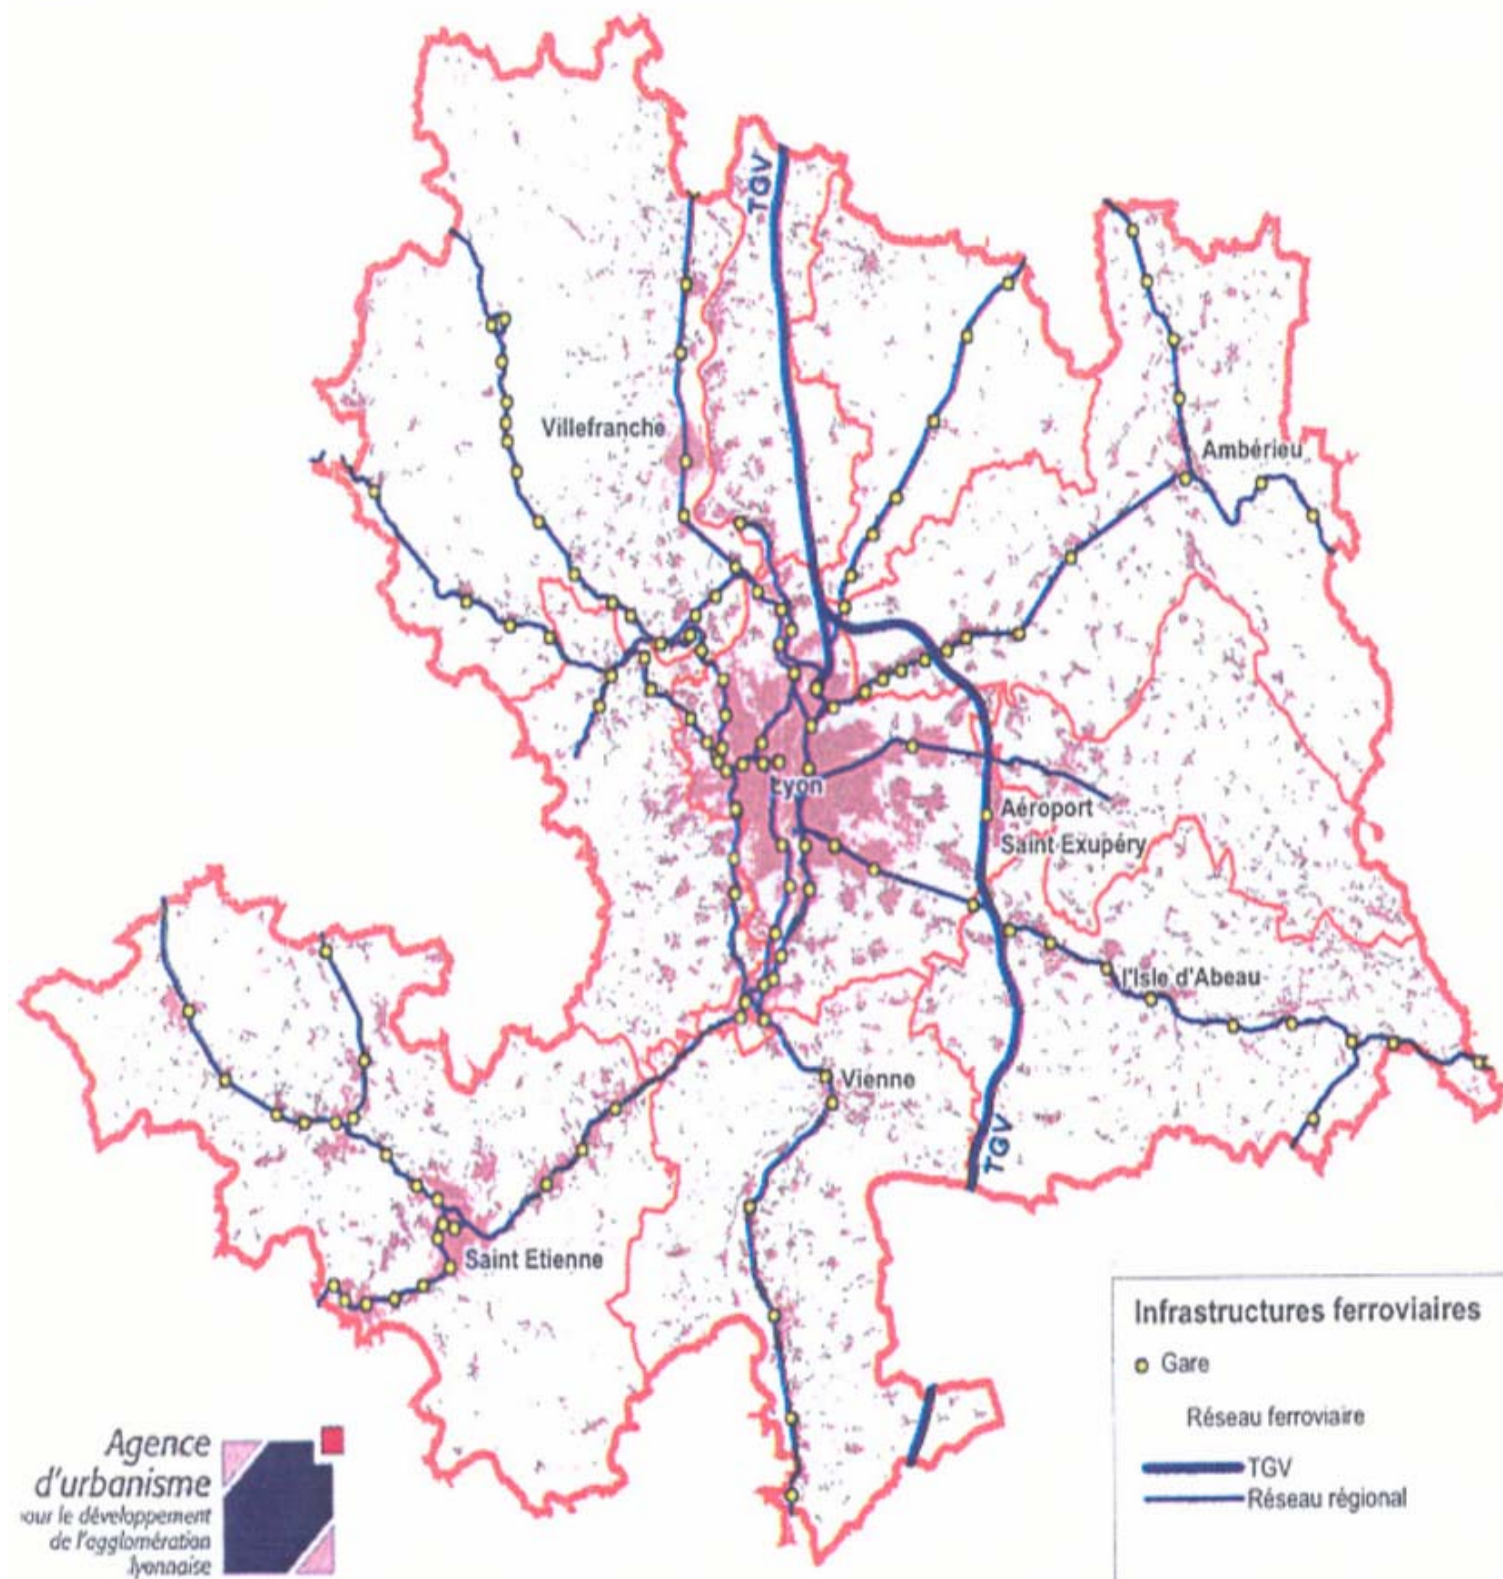 TGV
Villefranche
Ambérieu
Lyon
Aéroport
Saint Exupéry
l'Isle d'Abeau
Vienne
TGV
Saint Etienne
Infrastructures ferroviaires
Gare
Réseau ferroviaire
TGV
Réseau régional
Agence
d'urbanisme
our le développement
de l'agglomération
lyonnaise